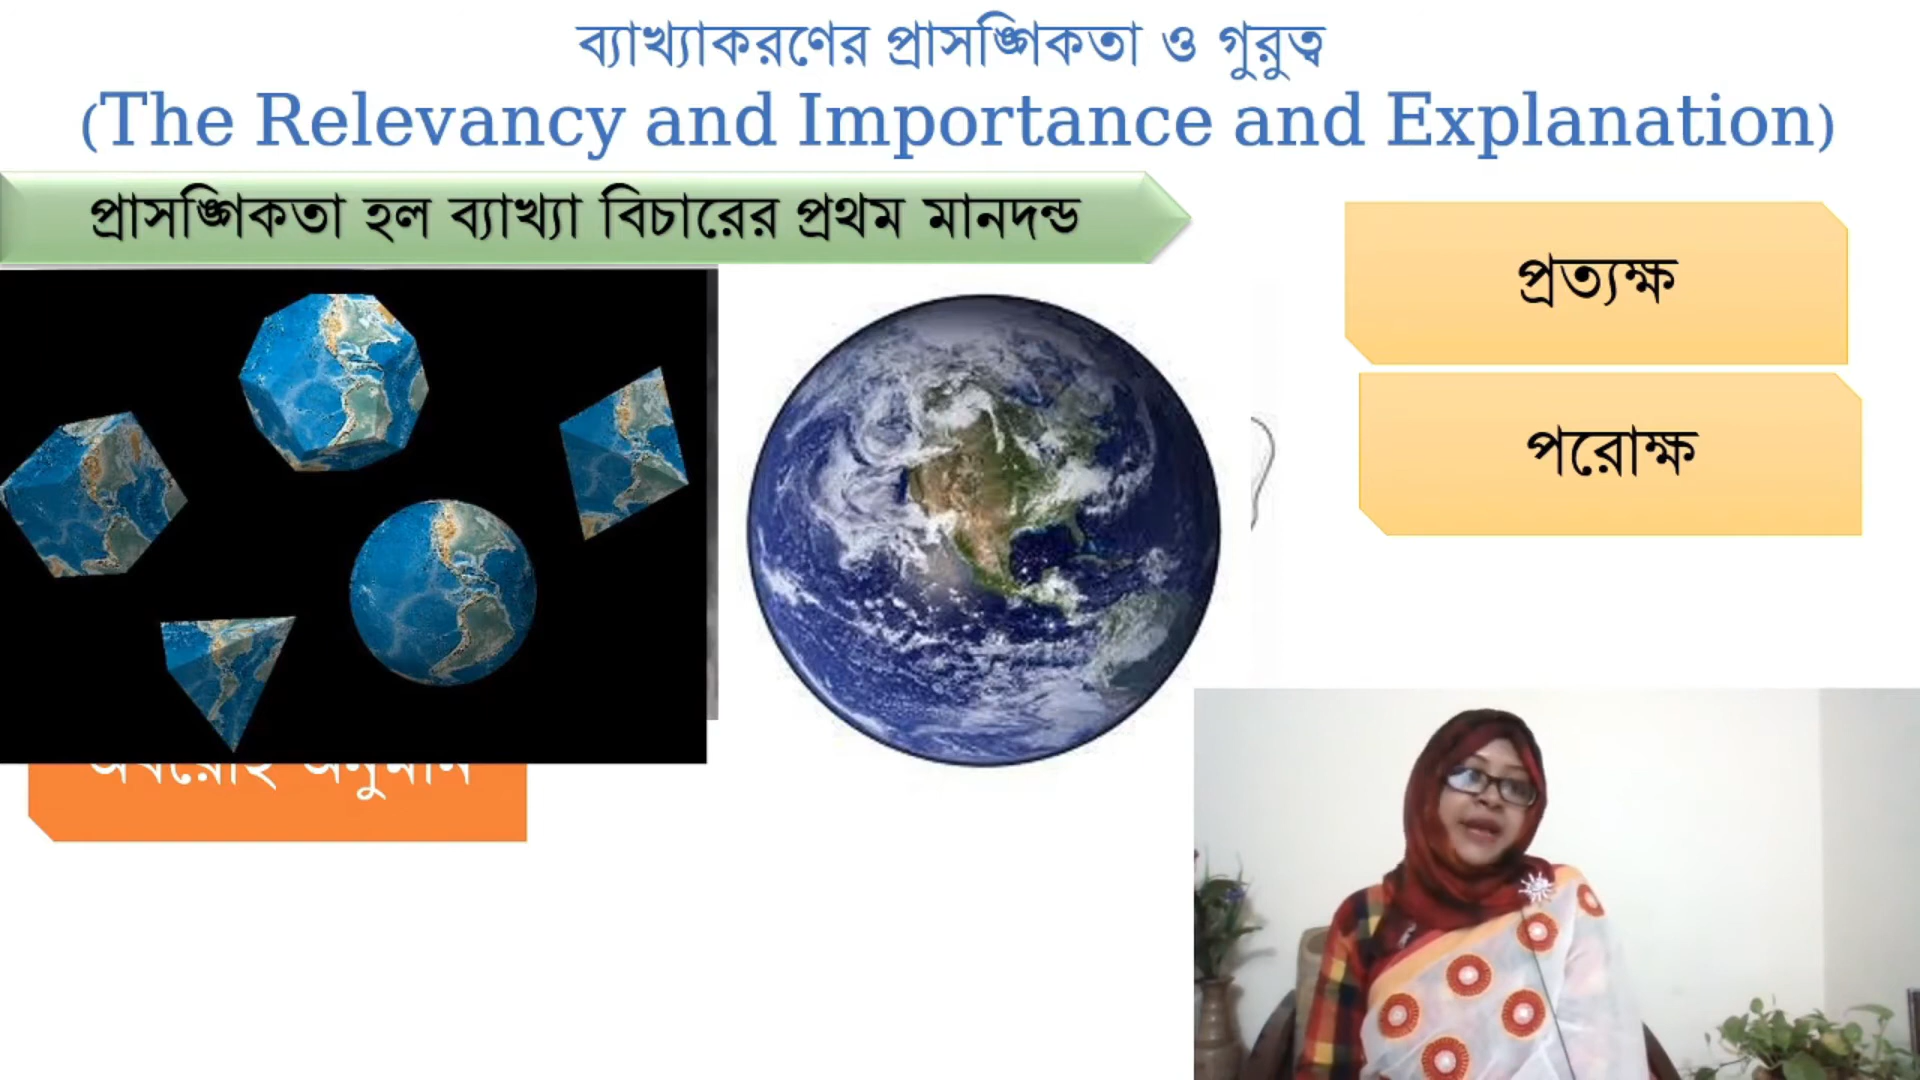 ব্যাখ্যাকরণের প্রাসঙ্গিকতা ও গুরুত্ব
(The Relevancy and Importance and Explanation)
প্রাসঙ্গিকতা হল ব্যাখ্যা বিচারের প্রথম মানদন্ড
প্রত্যক্ষ
পরোক্ষ